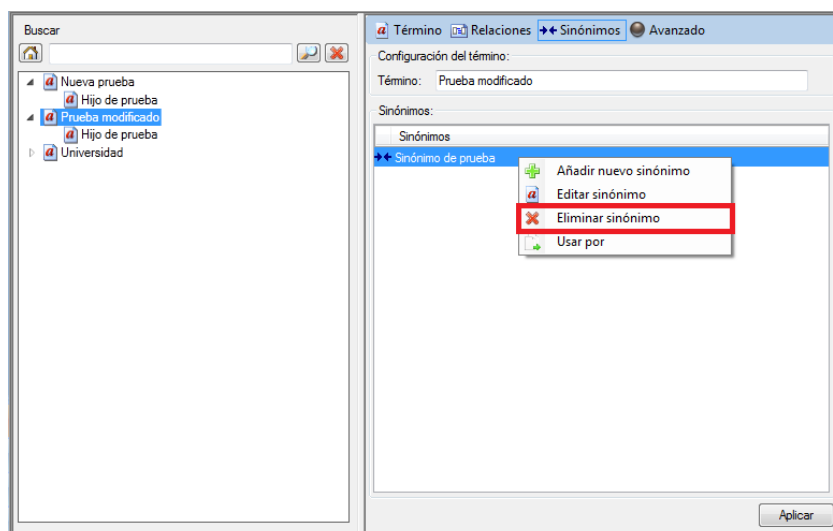 Buscar
Nueva prueba
Hijo de prueba
Prueba modificado
Hijo de prueba
Universidad
Término Relaciones Sinónimos Avanzado
Configuración del término:
Término: Prueba modificado
Sinónimos:
Sinónimos
Sinónimo de prueba
Añadir nuevo sinónimo
Editar sinónimo
Eliminar sinónimo
Usar por
Aplicar